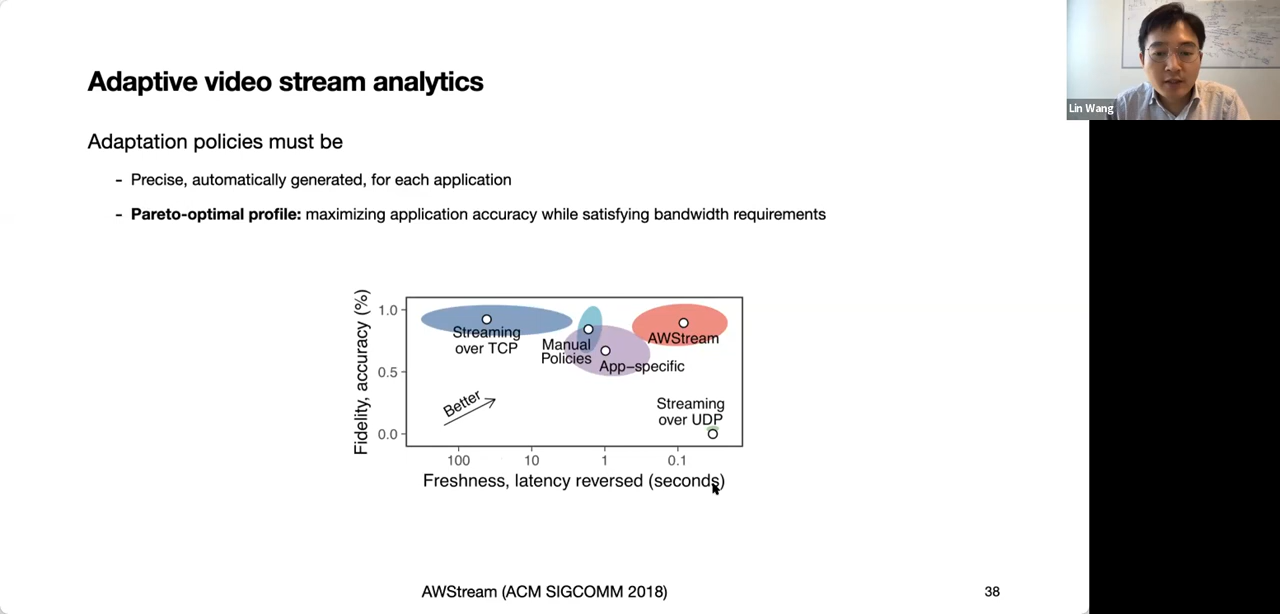 Adaptive video stream analytics
Lin Wang
Adaptation policies must be
- Precise, automatically generated, for each application
- Pareto-optimal profile: maximizing application accuracy while satisfying bandwidth requirements
Fidelity, accuracy (%)
1.0
0.5
0.0
Streaming
over TCP
Manual
Policies
App-specific
AWStream
Better
Streaming
over UDP
100 10 1 0.1
Freshness, latency reversed (seconds)
AWStream (ACM SIGCOMM 2018)
38